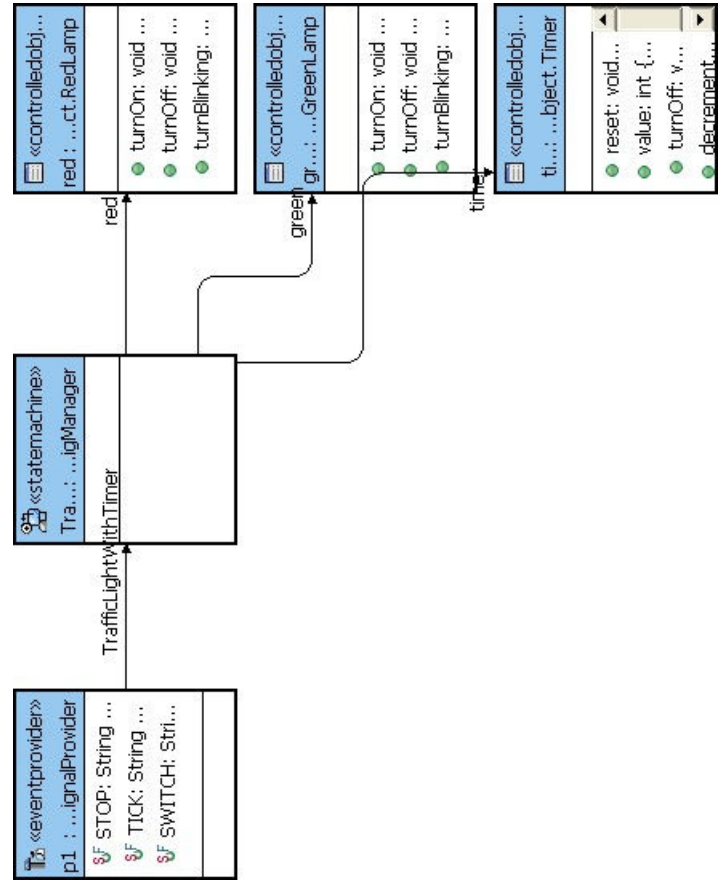 «eventprovider»
p1 : ...ignalProvider
STOP: String ...
TICK: String ...
SWITCH: Stri...
TrafficLightWithTimer
«statemachine»
Tra...: ...igManager
red
green
timer
«controlledobj...
red : ...ct.RedLamp
turnOn: void ...
turnOff: void ...
turnBlinking: ...
«controlledobj...
gr...: ...GreenLamp
turnOn: void ...
turnOff: void ...
turnBlinking: ...
«controlledobj...
ti...: ...bject.Timer
reset: void...
value: int {...
turnOff: v...
decrement...